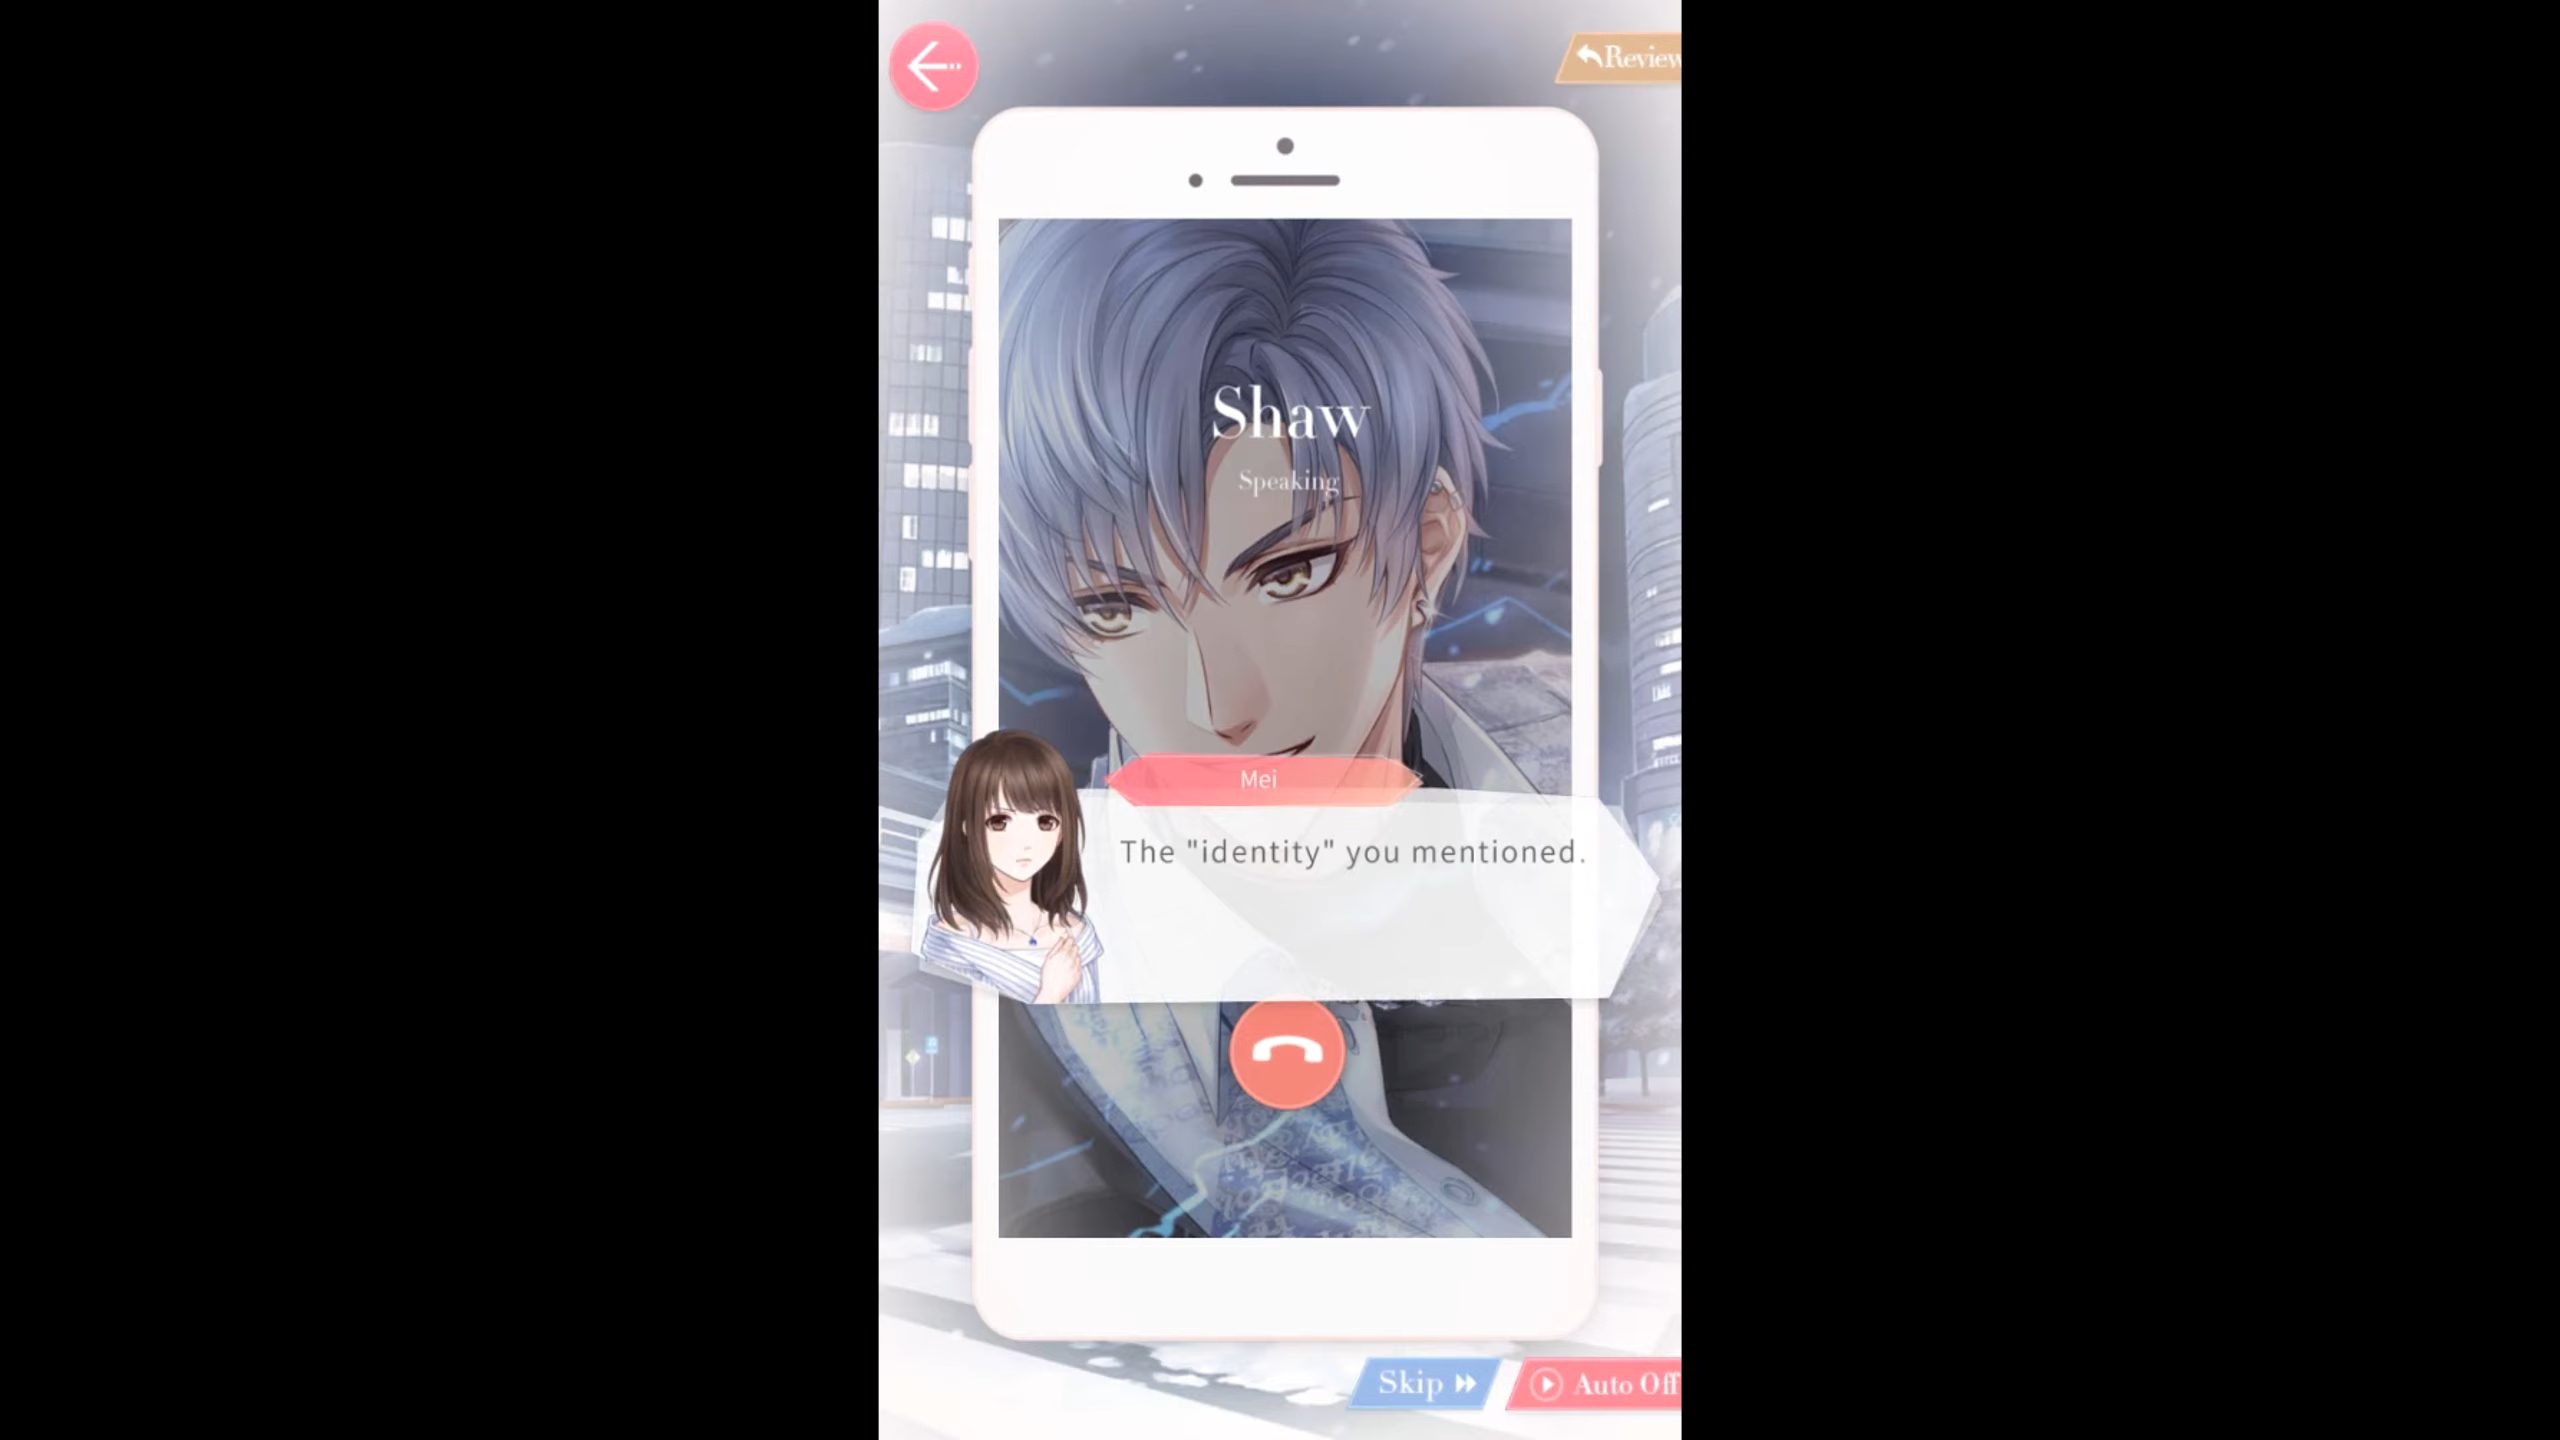 Review
Shaw
Speaking
Mei
The "identity" you mentioned.
Skip
Auto Off